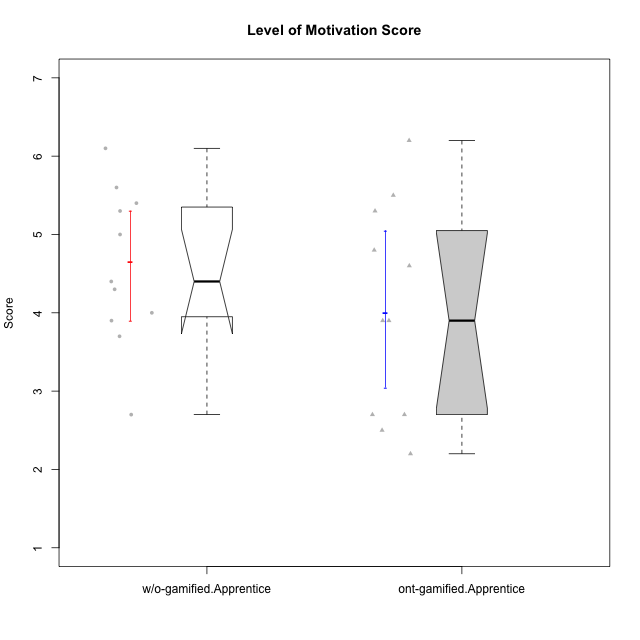 Level of Motivation Score
7
6
5
4
3
2
1
Score
w/o-gamified.Apprentice
ont-gamified.Apprentice